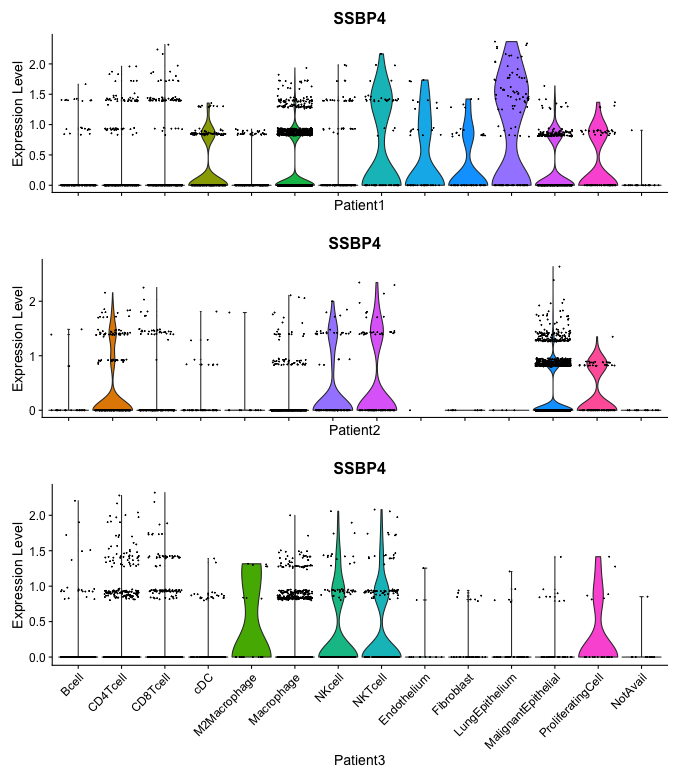 SSBP4
Expression Level
2.0
1.5
1.0
0.5
0.0
Patient1
SSBP4
Expression Level
2
1
0
Patient2
SSBP4
Expression Level
2.0
1.5
1.0
0.5
0.0
Bcell
CD4Tcell
CD8Tcell
cDC
M2Macrophage
Macrophage
NKcell
NKTcell
Endothelium
Fibroblast
LungEpithelium
MalignantEpithelial
ProliferatingCell
NotAvail
Patient3